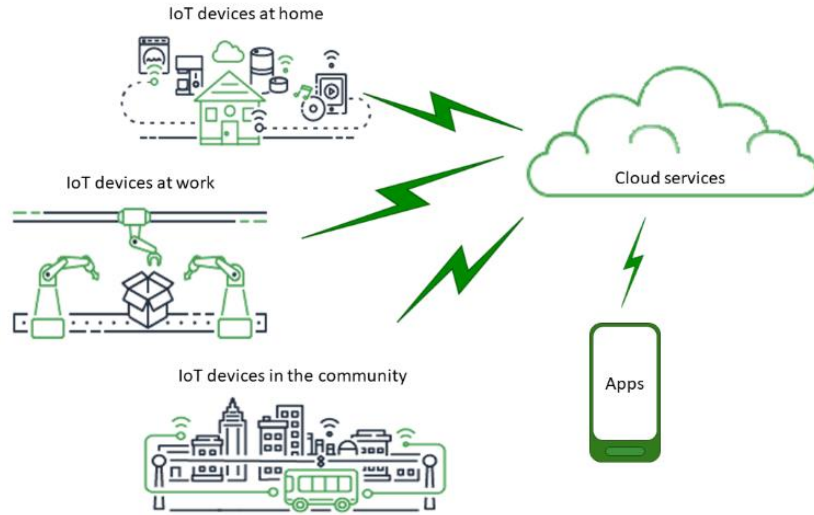 IoT devices at home
Cloud services
IoT devices at work
Apps
IoT devices in the community